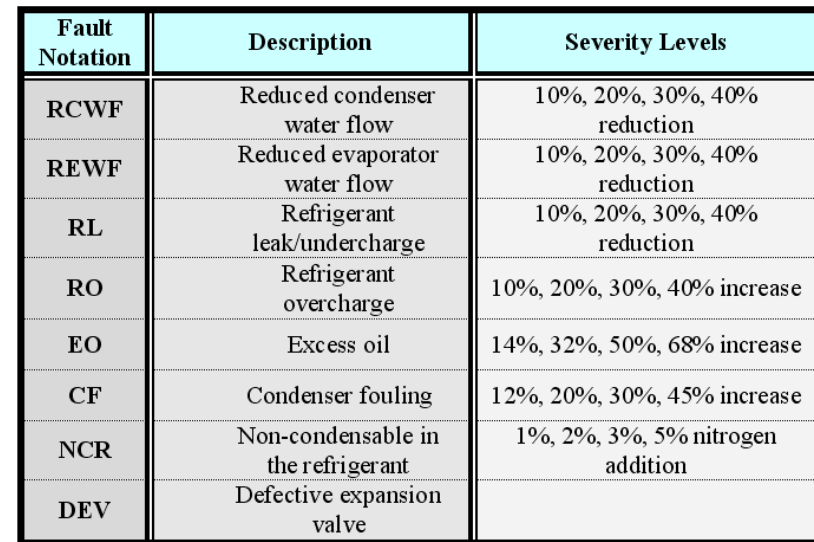 Fault Notation | Description | Severity Levels
RCWF | Reduced condenser water flow | 10%, 20%, 30%, 40% reduction
REWF | Reduced evaporator water flow | 10%, 20%, 30%, 40% reduction
RL | Refrigerant leak/undercharge | 10%, 20%, 30%, 40% reduction
RO | Refrigerant overcharge | 10%, 20%, 30%, 40% increase
EO | Excess oil | 14%, 32%, 50%, 68% increase
CF | Condenser fouling | 12%, 20%, 30%, 45% increase
NCR | Non-condensable in the refrigerant | 1%, 2%, 3%, 5% nitrogen addition
DEV | Defective expansion valve |